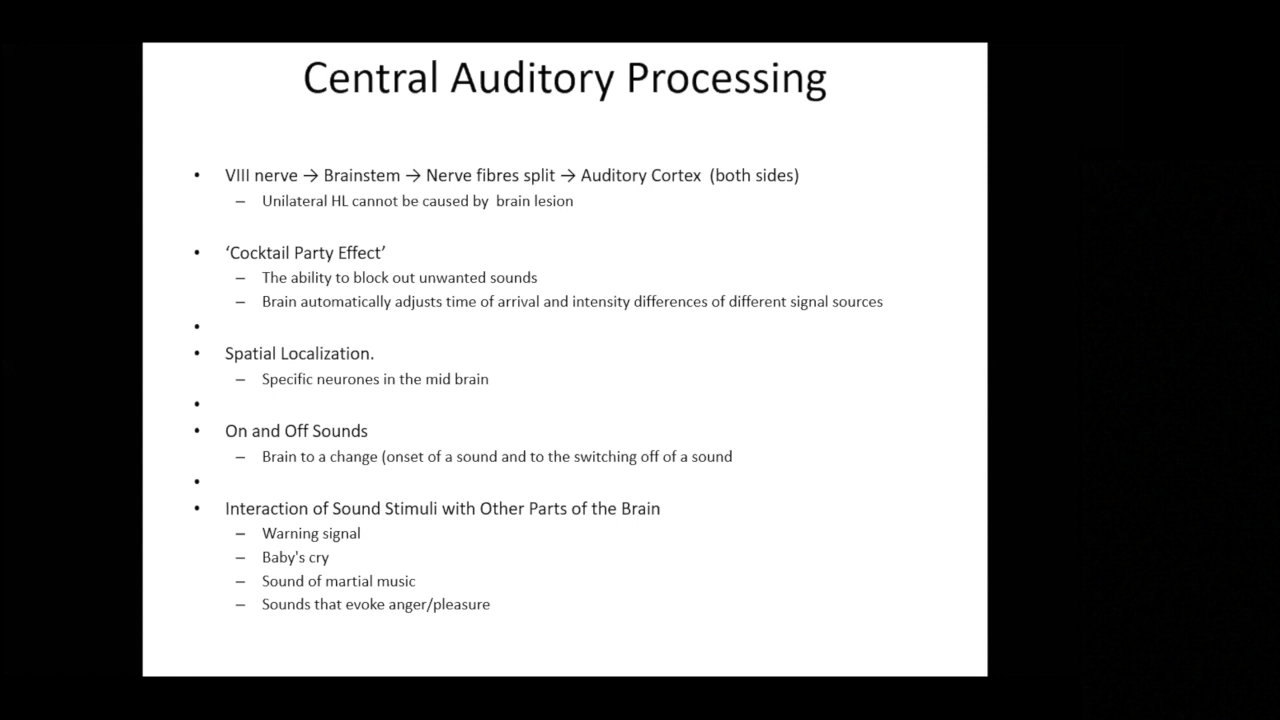 Central Auditory Processing
• VIII nerve → Brainstem → Nerve fibres split → Auditory Cortex (both sides)
– Unilateral HL cannot be caused by brain lesion
• ‘Cocktail Party Effect’
– The ability to block out unwanted sounds
– Brain automatically adjusts time of arrival and intensity differences of different signal sources
•
• Spatial Localization.
– Specific neurones in the mid brain
•
• On and Off Sounds
– Brain to a change (onset of a sound and to the switching off of a sound
•
• Interaction of Sound Stimuli with Other Parts of the Brain
– Warning signal
– Baby's cry
– Sound of martial music
– Sounds that evoke anger/pleasure